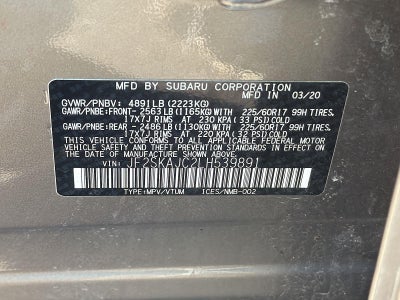 MFD BY SUBARU CORPORATION
GVWR/PNBV: 4891LB (2223KG) MFD IN 03/20
GAWR/PNBE:FRONT- 2563LB (1165KG)WITH 225/60R17 99H TIRES,
17X7J RIMS AT 230 KPA (33 PSI)COLD
GAWR/PNBE:REAR - 2486LB (1130KG)WITH 225/60R17 99H TIRES,
17X7J RIMS AT 220 KPA (32 PSI)COLD
THIS VEHICLE CONFORMS TO ALL APPLICABLE FEDERAL MOTOR
VEHICLE SAFETY AND THEFT PREVENTION STANDARDS IN EFFECT
ON THE DATE OF MANUFACTURE SHOWN ABOVE.
VIN: JF2SKAJC2LH539891
TYPE:MPV/VTUM ICES/NMB-002